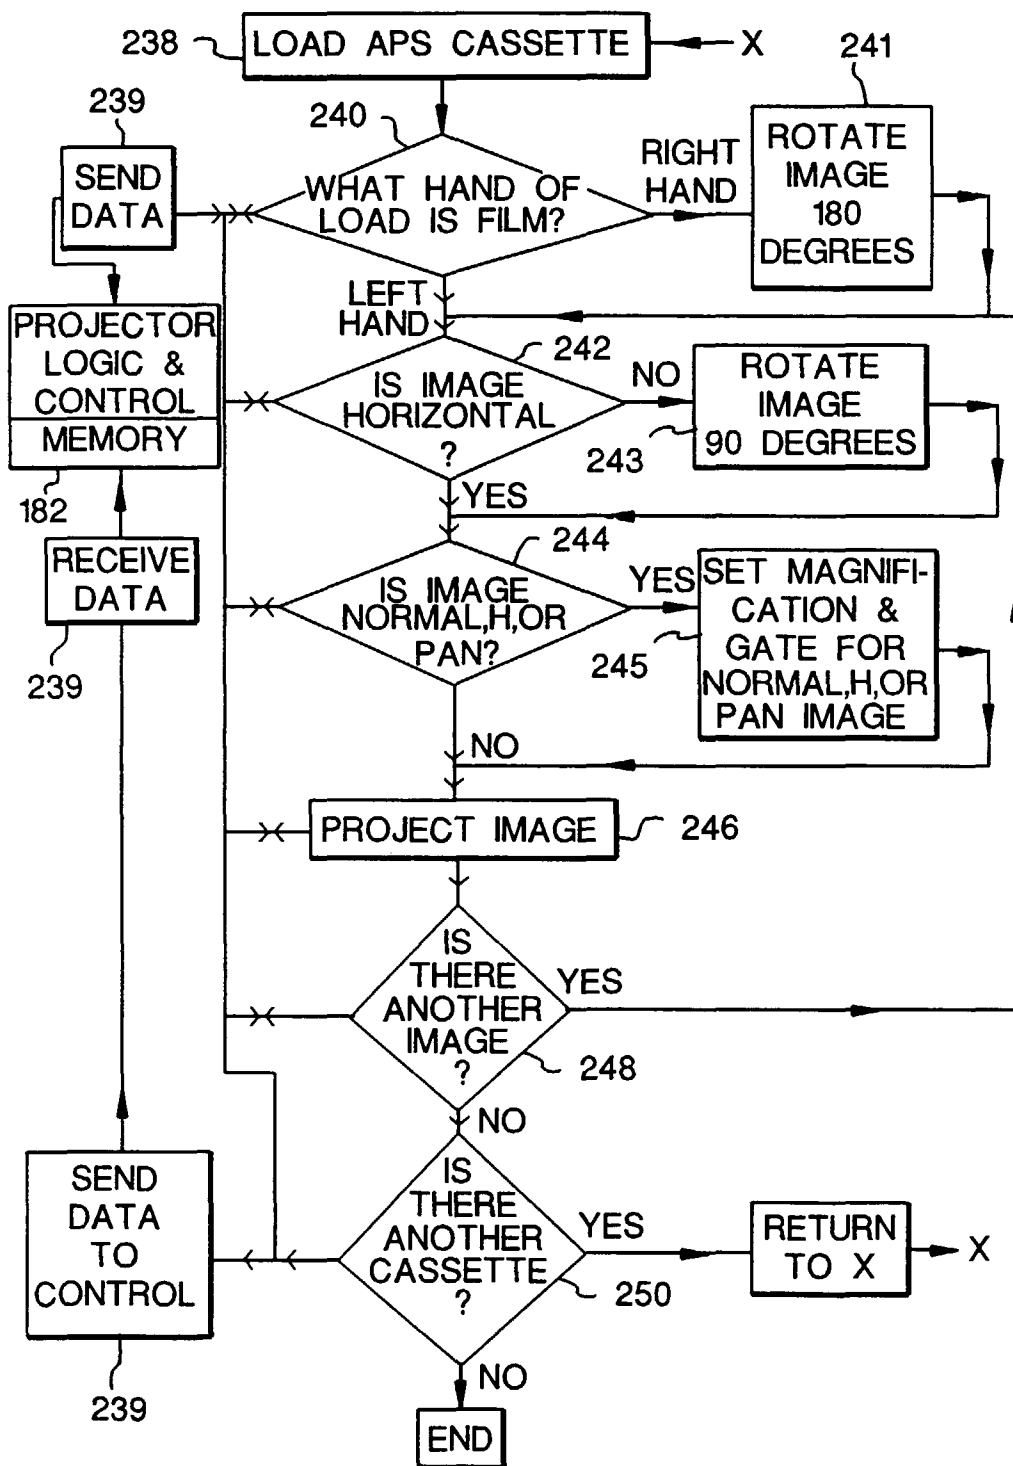 238
LOAD APS CASSETTE
X
239
240
241
SEND
DATA
WHAT HAND OF
LOAD IS FILM?
RIGHT
HAND
ROTATE
IMAGE
180
DEGREES
LEFT
HAND
PROJECTOR
LOGIC &
CONTROL
MEMORY
182
242
IS IMAGE
HORIZONTAL
?
NO
243
ROTATE
IMAGE
90 DEGREES
YES
RECEIVE
DATA
239
244
IS IMAGE
NORMAL,H,OR
PAN?
YES
245
SET MAGNIFI-
CATION &
GATE FOR
NORMAL,H,OR
PAN IMAGE
NO
PROJECT IMAGE
246
IS
THERE
ANOTHER
IMAGE
?
YES
248
NO
SEND
DATA
TO
CONTROL
239
IS
THERE
ANOTHER
CASSETTE
?
YES
250
RETURN
TO X
X
NO
END